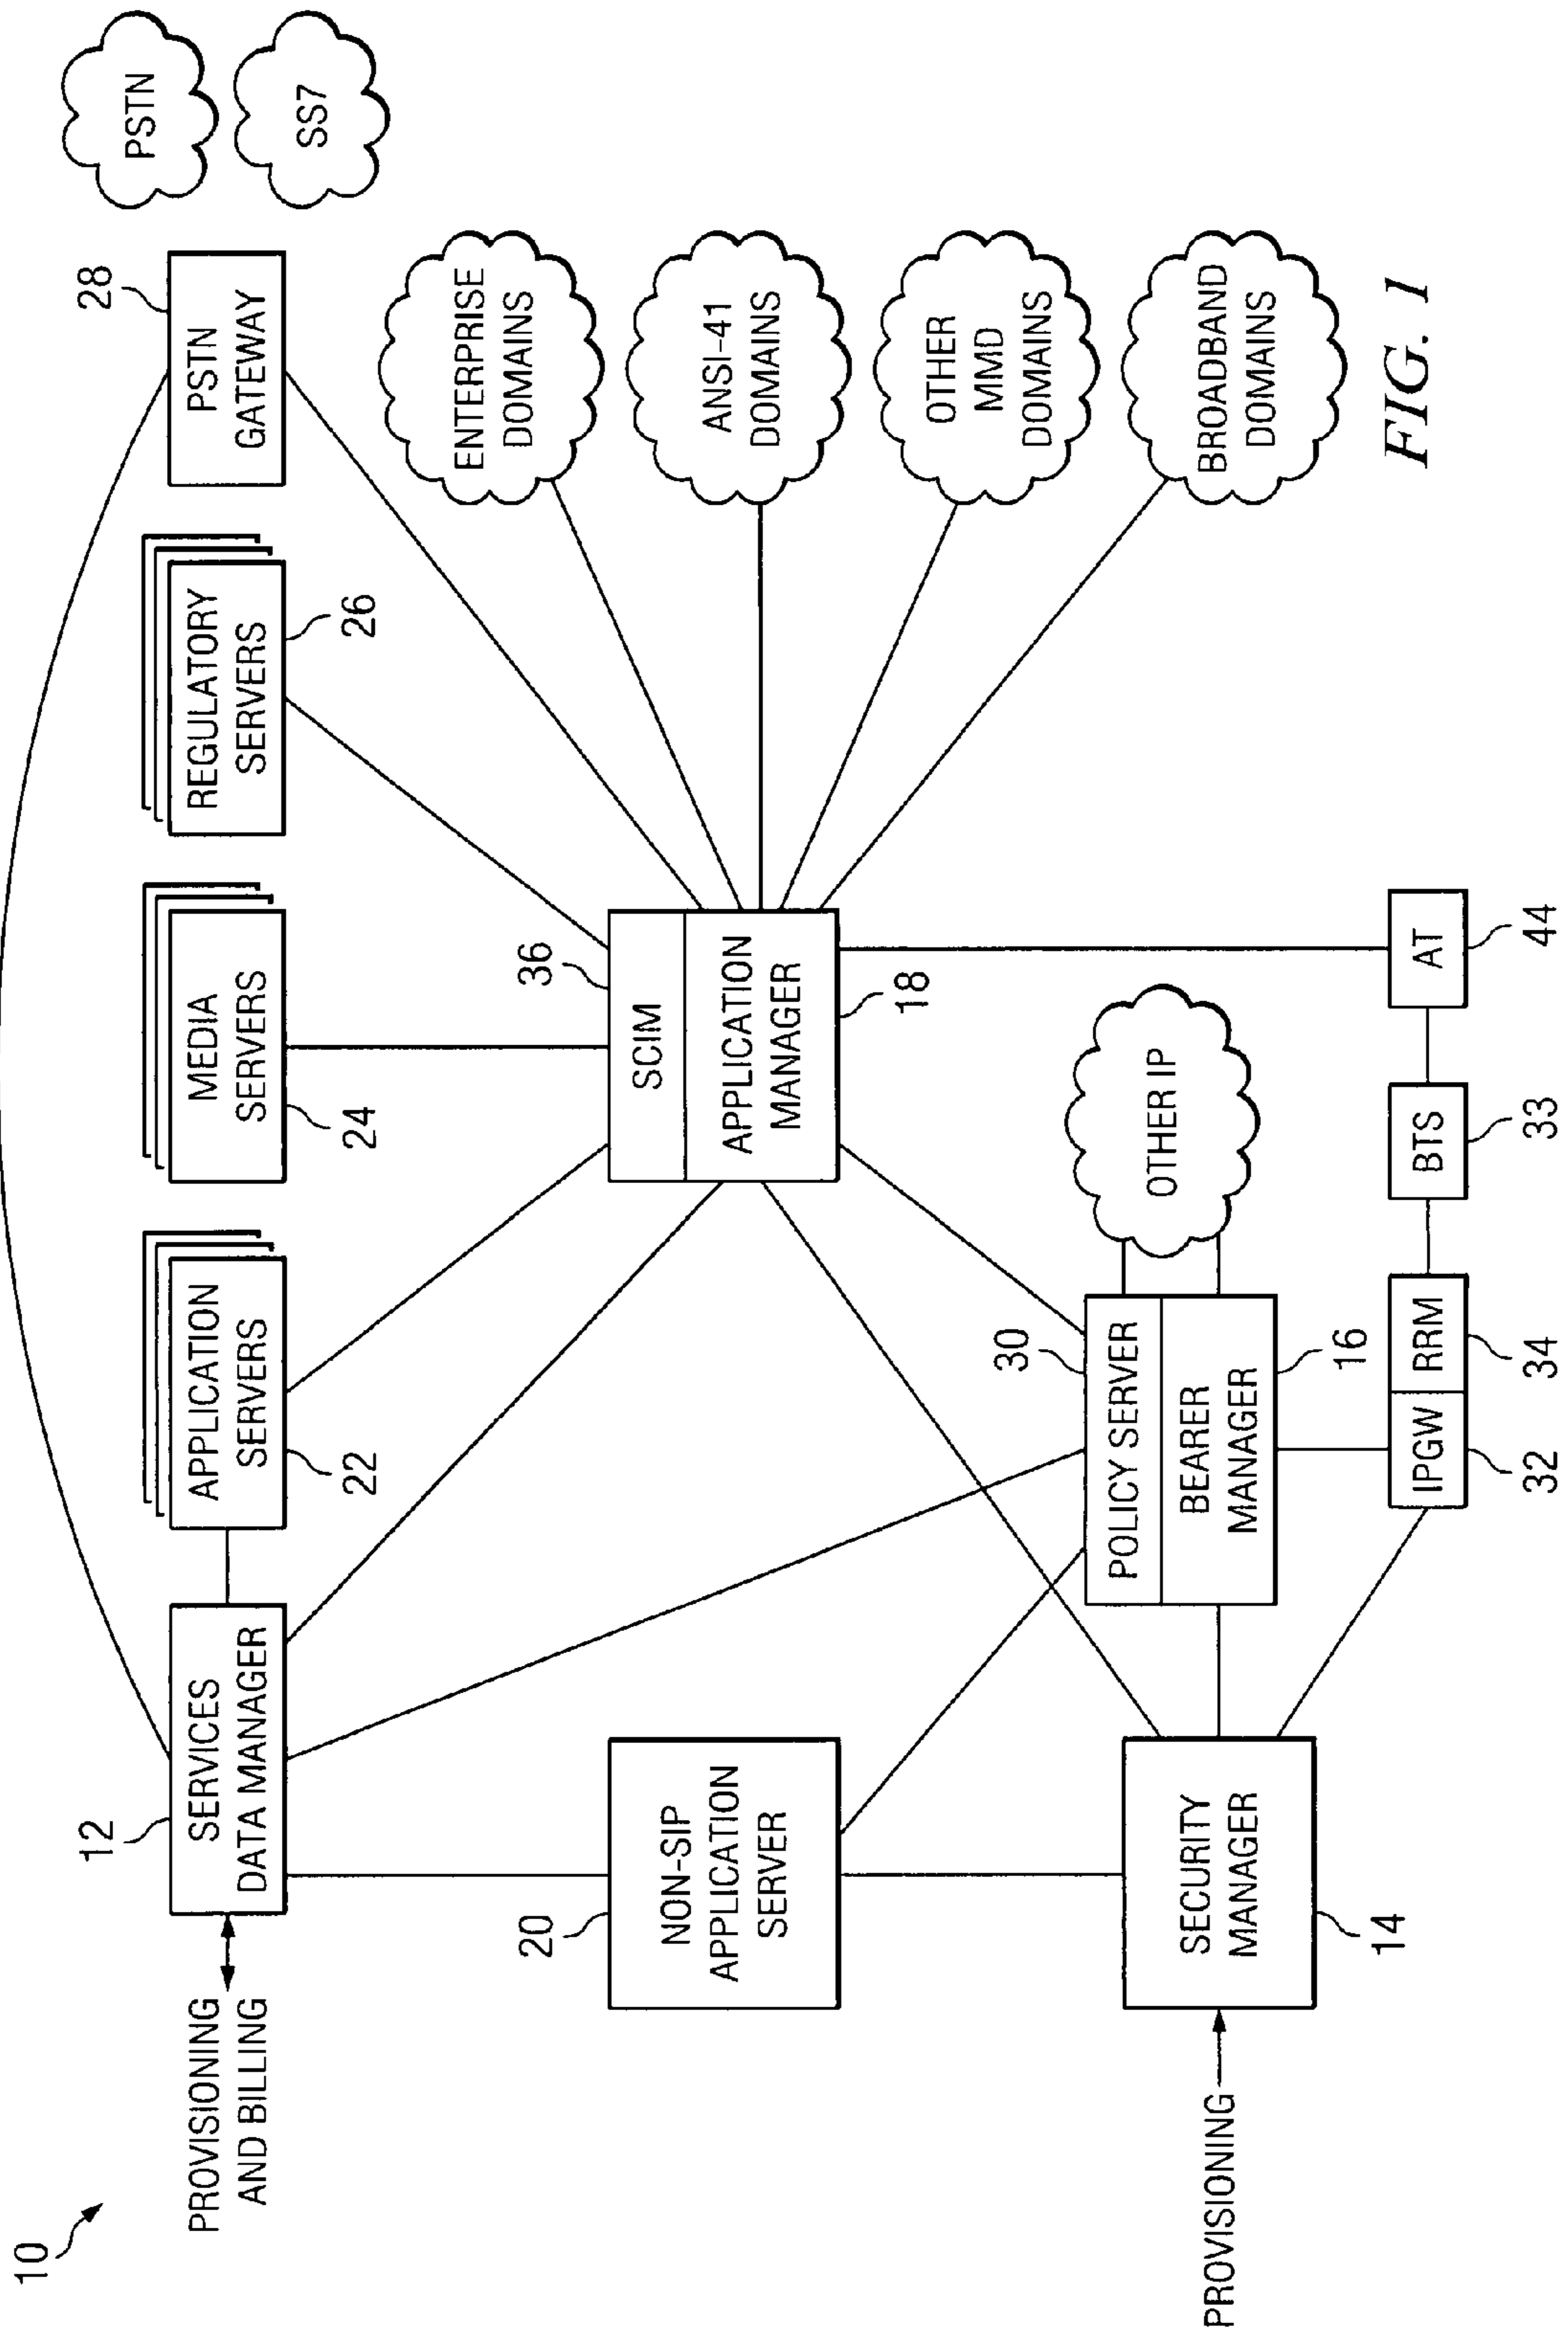 10
PROVISIONING
AND BILLING
12
SERVICES
DATA MANAGER
APPLICATION
SERVERS
22
MEDIA
SERVERS
24
REGULATORY
SERVERS
26
PSTN
GATEWAY
28
PSTN
SS7
20
NON-SIP
APPLICATION
SERVER
36
SCIM
APPLICATION
MANAGER
18
ENTERPRISE
DOMAINS
ANSI-41
DOMAINS
OTHER
MMD
DOMAINS
BROADBAND
DOMAINS
PROVISIONING
SECURITY
MANAGER
14
30
POLICY SERVER
BEARER
MANAGER
16
OTHER IP
IPGW
RRM
BTS
AT
32
34
33
44
FIG. 1